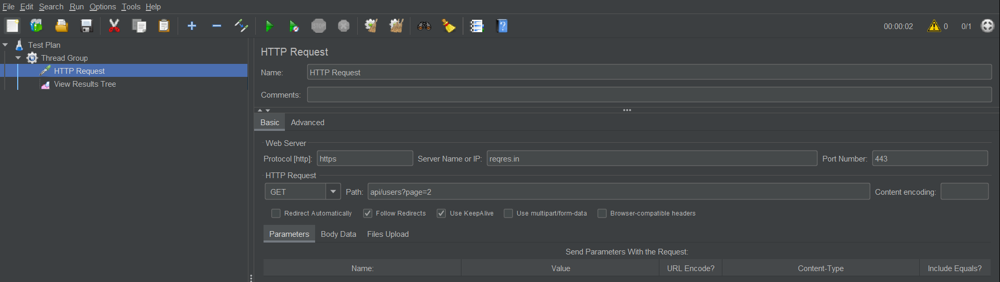 File Edit Search Run Options Tools Help
STOP
?
00:00:02 0 0/1
Test Plan
Thread Group
HTTP Request
View Results Tree
HTTP Request
Name: HTTP Request
Comments:
Basic Advanced
Web Server
Protocol [http]: https Server Name or IP: reqres.in Port Number: 443
HTTP Request
GET Path: api/users?page=2 Content encoding:
Redirect Automatically Follow Redirects Use KeepAlive Use multipart/form-data Browser-compatible headers
Parameters Body Data Files Upload
Send Parameters With the Request:
Name: Value URL Encode? Content-Type Include Equals?